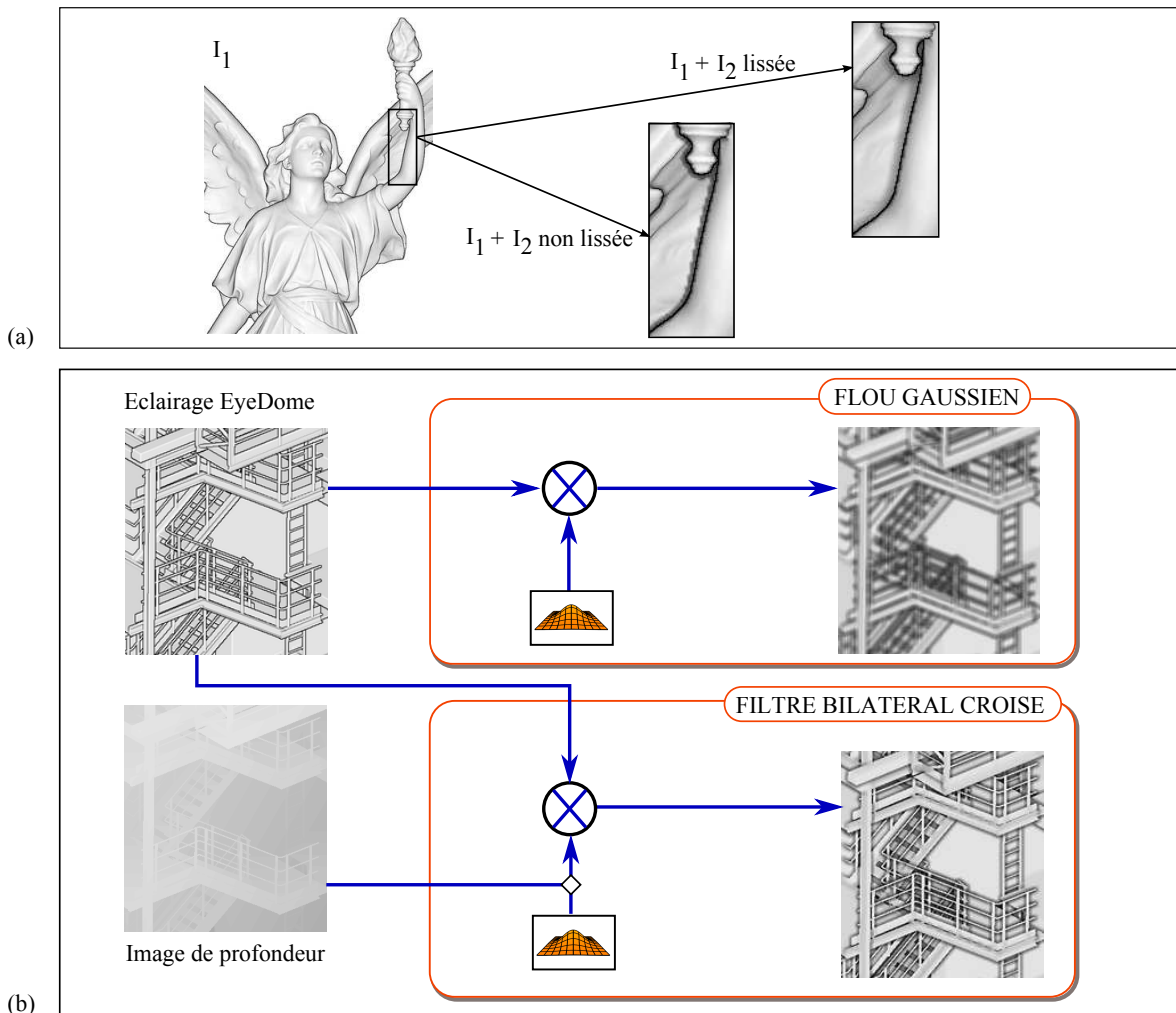 I1
I1 + I2 lissée
I1 + I2 non lissée
(a)
Eclairage EyeDome
FLOU GAUSSIEN
FILTRE BILATERAL CROISE
Image de profondeur
(b)